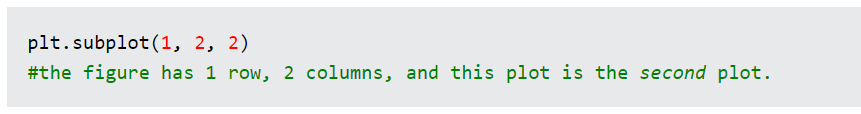 plt.subplot(1, 2, 2)
#the figure has 1 row, 2 columns, and this plot is the second plot.